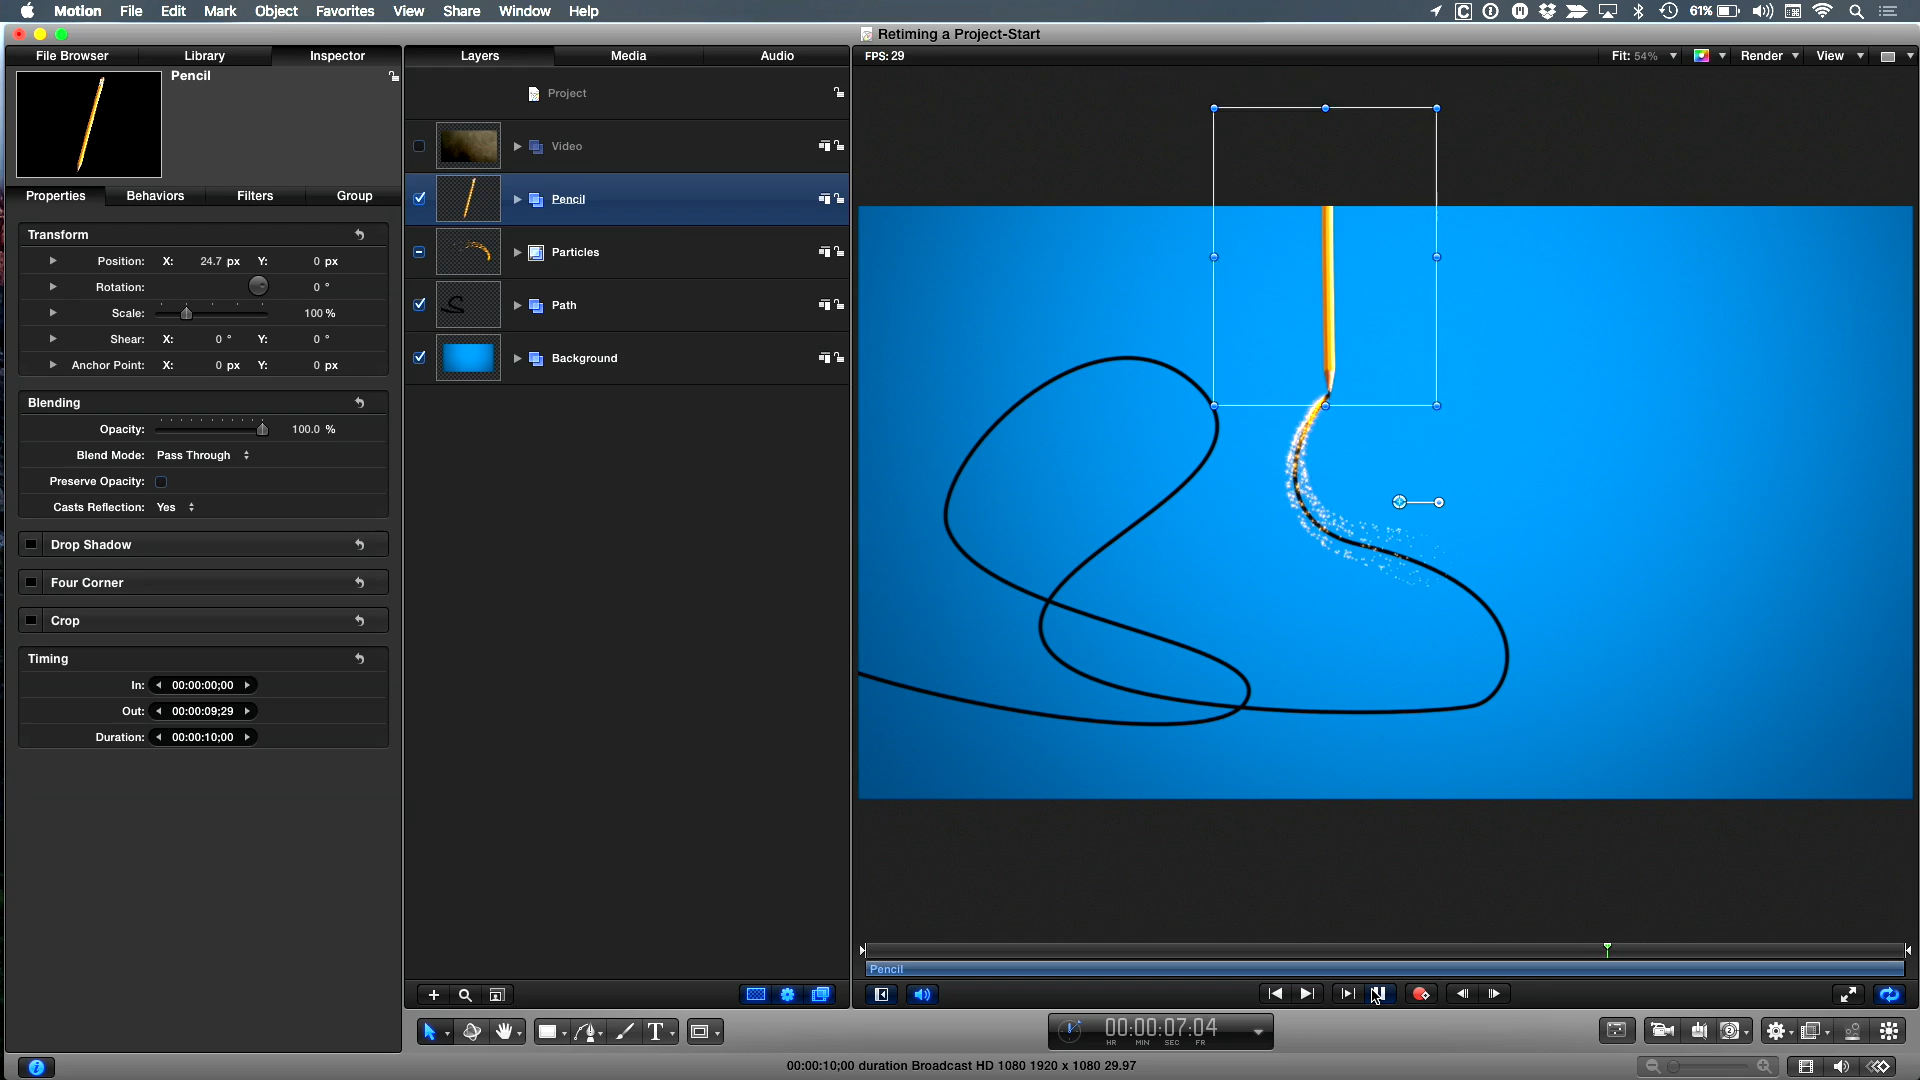 Motion File Edit Mark Object Favorites View Share Window Help 61%
Retiming a Project-Start
File Browser Library Inspector Layers Media Audio FPS: 29 Fit: 54% Render View
Pencil
Project
Video
Pencil
Particles
Path
Background
Properties Behaviors Filters Group
Transform
Position: X: 24.7 px Y: 0 px
Rotation: 0 °
Scale: 100 %
Shear: X: 0 ° Y: 0 °
Anchor Point: X: 0 px Y: 0 px
Blending
Opacity: 100.0 %
Blend Mode: Pass Through
Preserve Opacity:
Casts Reflection: Yes
Drop Shadow
Four Corner
Crop
Timing
In: 00:00:00;00
Out: 00:00:09;29
Duration: 00:00:10;00
Pencil
T
00:00:07:04
HR MIN SEC FR
00:00:10;00 duration Broadcast HD 1080 1920 x 1080 29.97